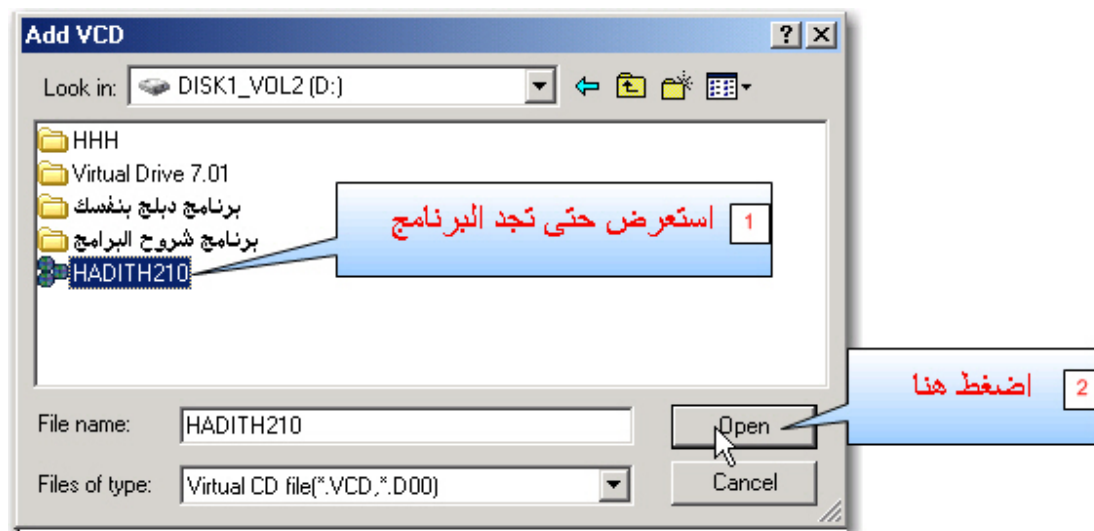 Add VCD
Look in: DISK1_VOL2 (D:)
HHH
Virtual Drive 7.01
برنامج دبلج بنفسك
برنامج شروح البرامج
HADITH210
1 استعرض حتى تجد البرنامج
2 اضغط هنا
File name: HADITH210
Open
Files of type: Virtual CD file(*.VCD,*.D00)
Cancel